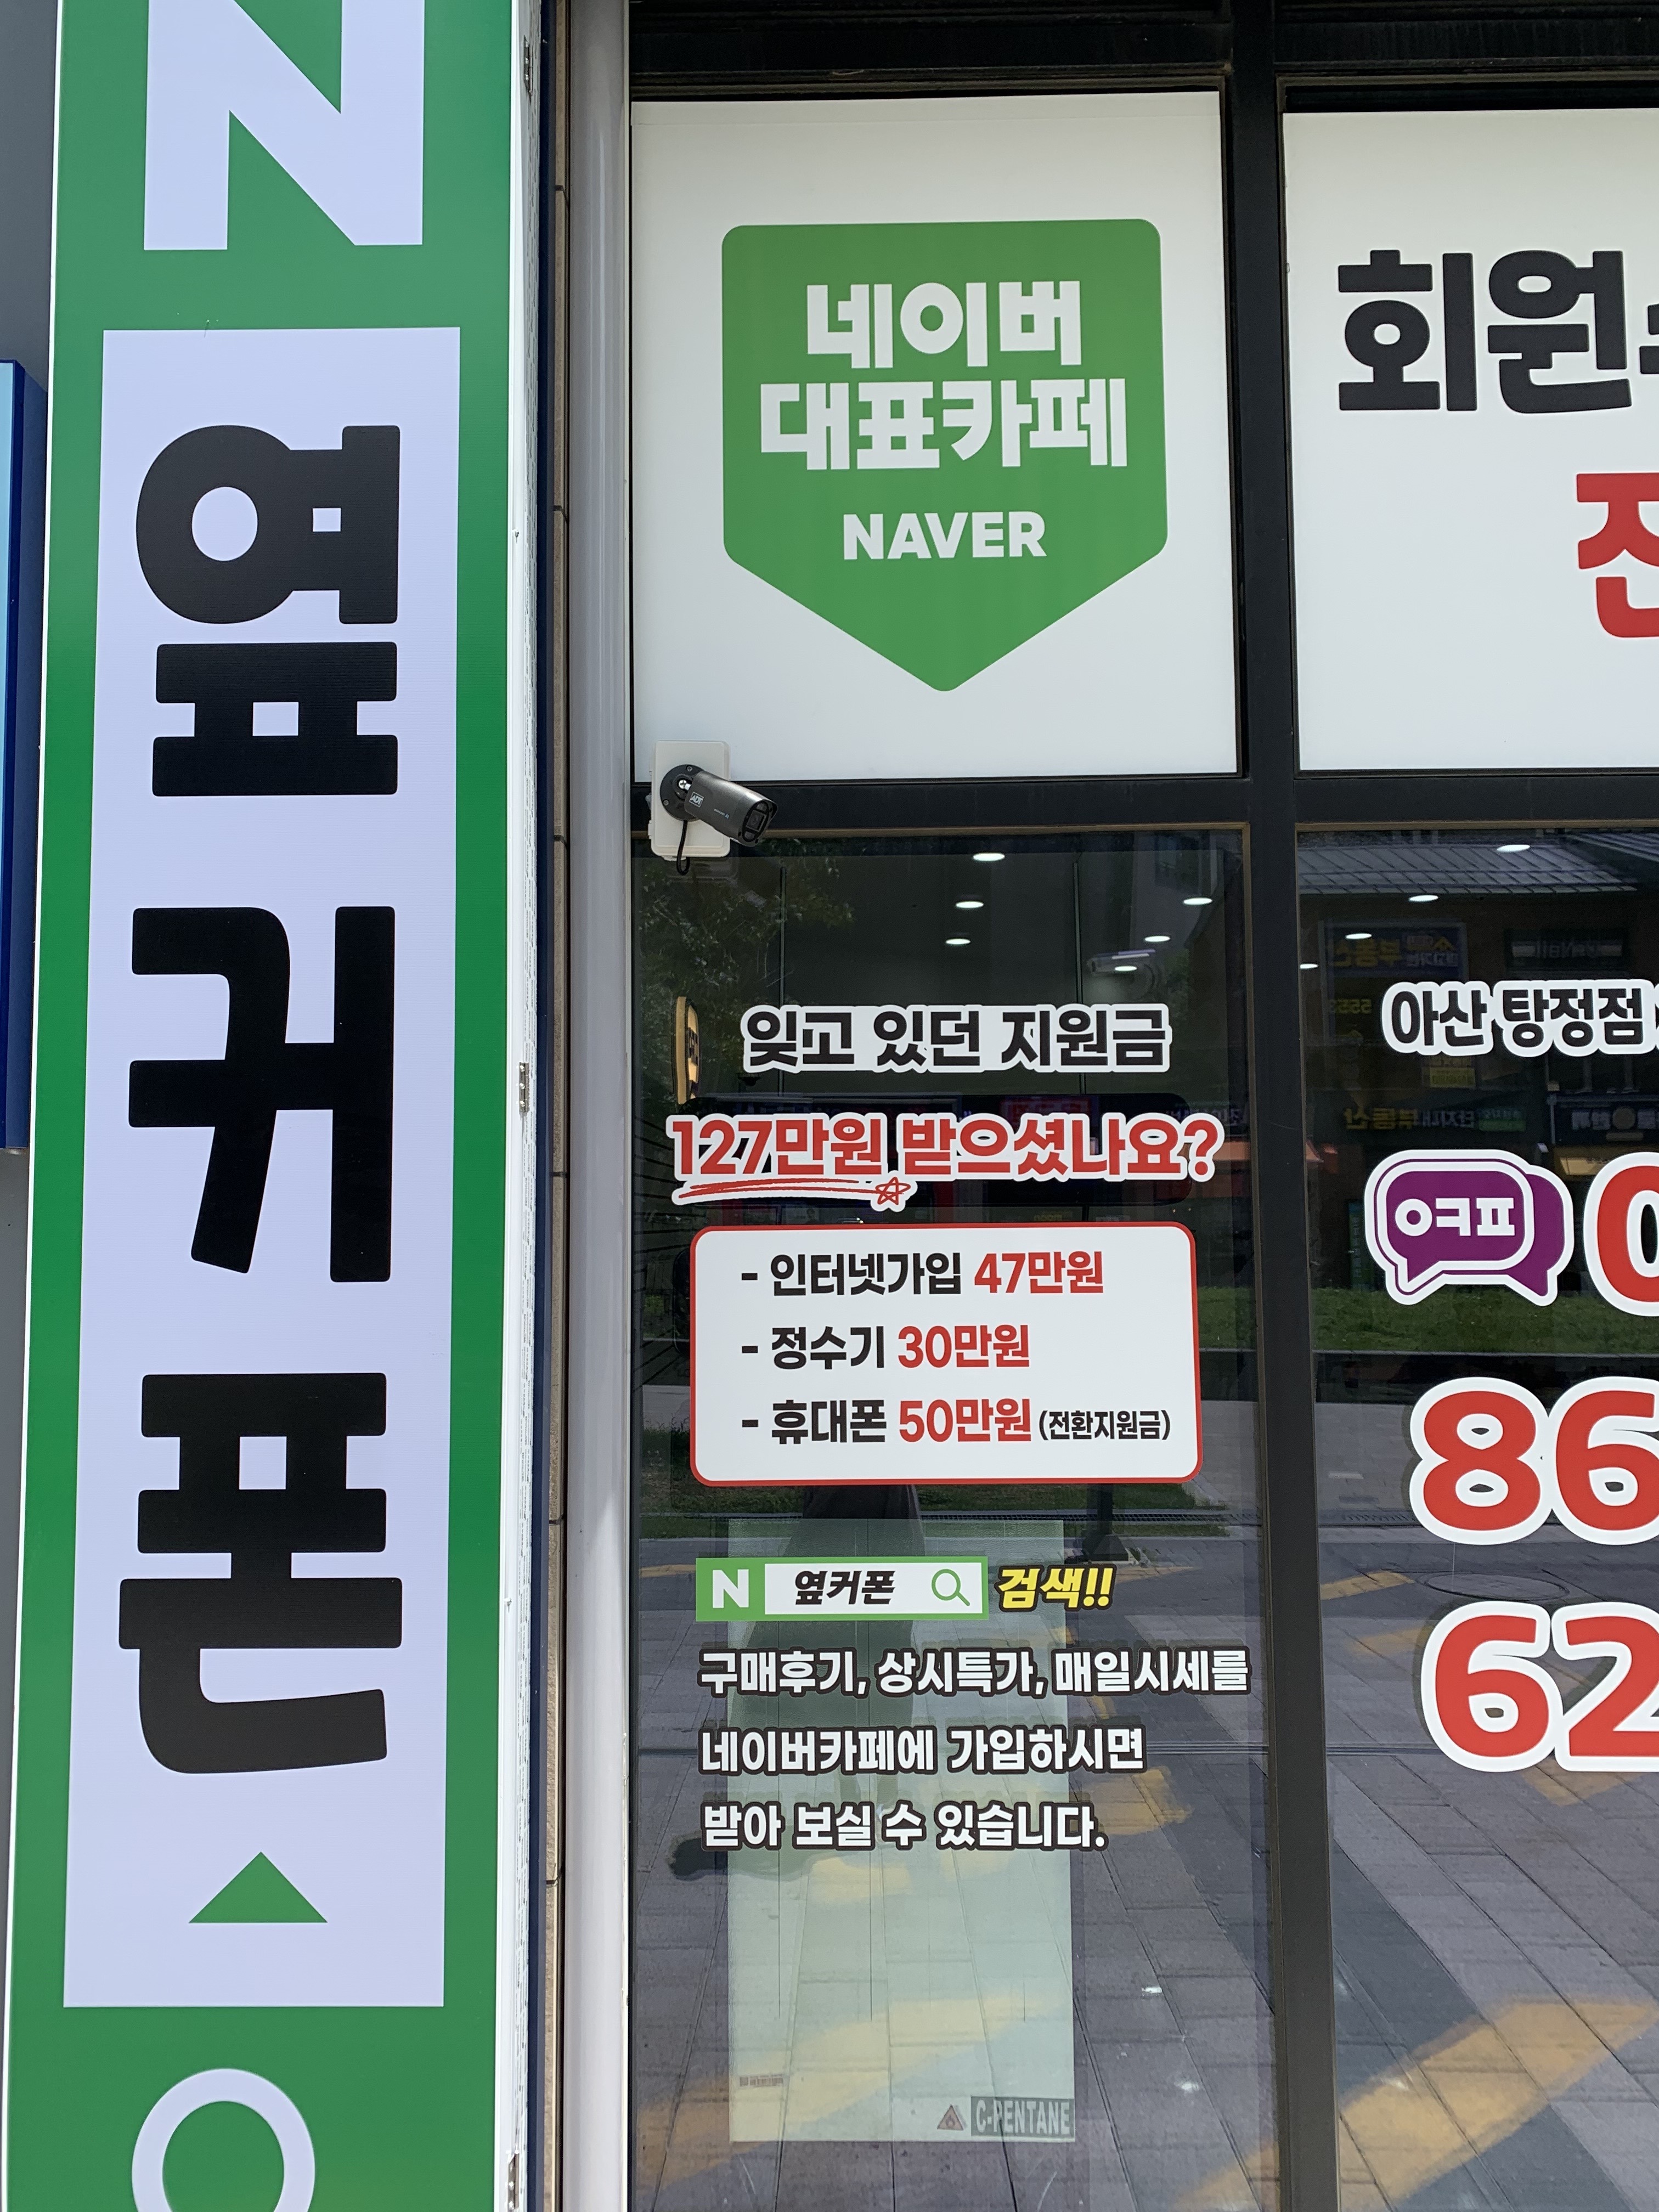 N
옆커폰
네이버
대표카페
NAVER
회원
잊고 있던 지원금
127만원 받으셨나요?
- 인터넷가입 47만원
- 정수기 30만원
- 휴대폰 50만원 (전환지원금)
N 옆커폰 검색!!
구매후기, 상시특가, 매일시세를
네이버카페에 가입하시면
받아 보실 수 있습니다.
C-PENTANE
아산 탕정점
ㅇㅋㅍ 0
86
62